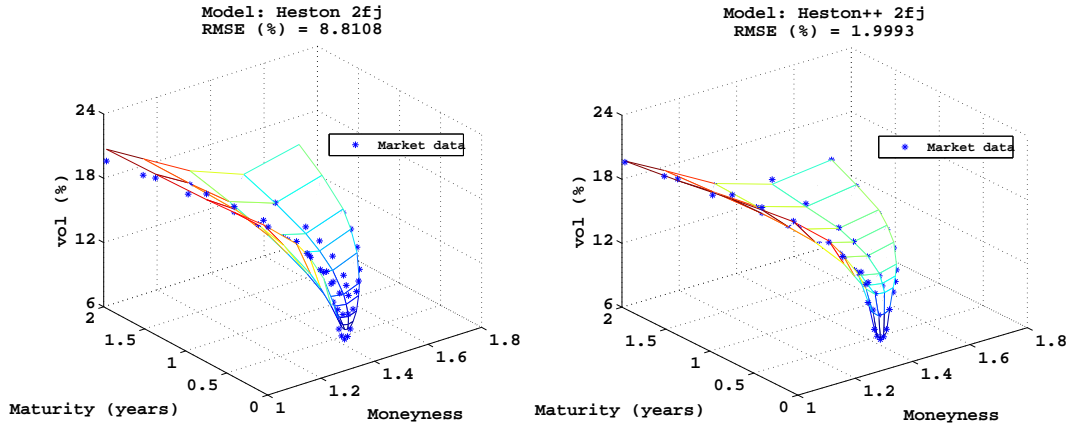 Model: Heston 2fj
RMSE (%) = 8.8108
24
18
12
6
vol (%)
Market data
2
1.5
1
0.5
0
Maturity (years)
1
1.2
1.4
1.6
1.8
Moneyness
Model: Heston++ 2fj
RMSE (%) = 1.9993
24
18
12
6
vol (%)
Market data
2
1.5
1
0.5
0
Maturity (years)
1
1.2
1.4
1.6
1.8
Moneyness